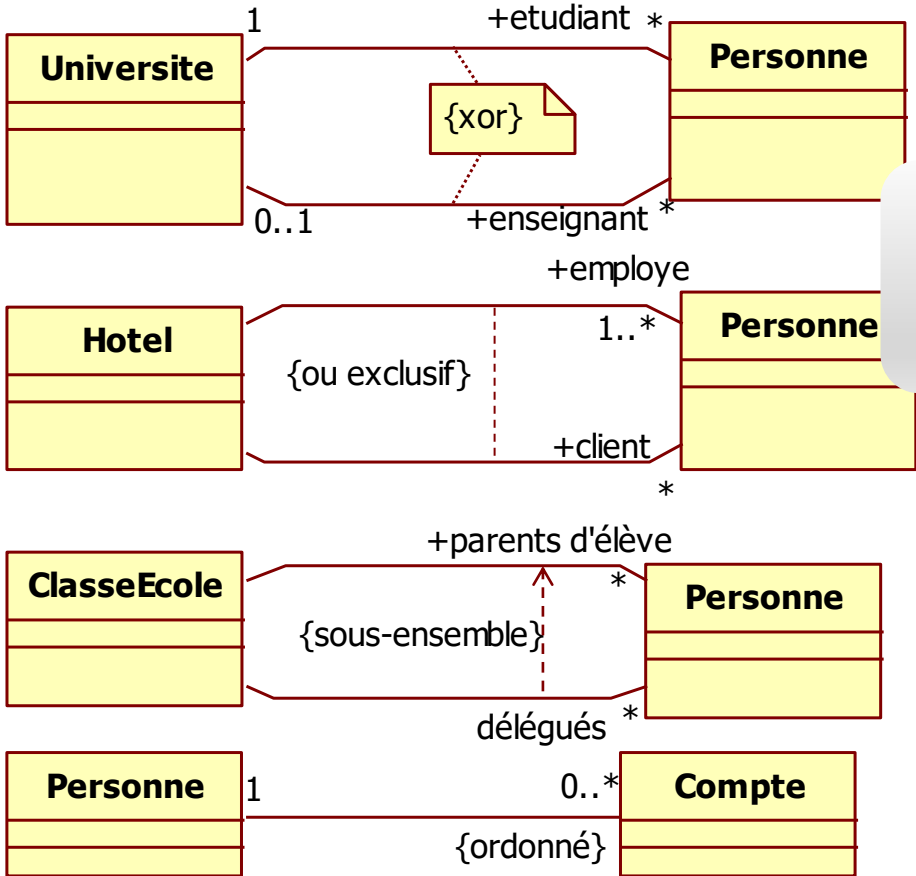 1
+etudiant *
Universite
Personne
{xor}
0..1
+enseignant *
+employe
Hotel
1..*
Personne
{ou exclusif}
+client
*
+parents d'élève
ClasseEcole
*
Personne
{sous-ensemble}
délégués *
Personne
1
0..*
Compte
{ordonné}